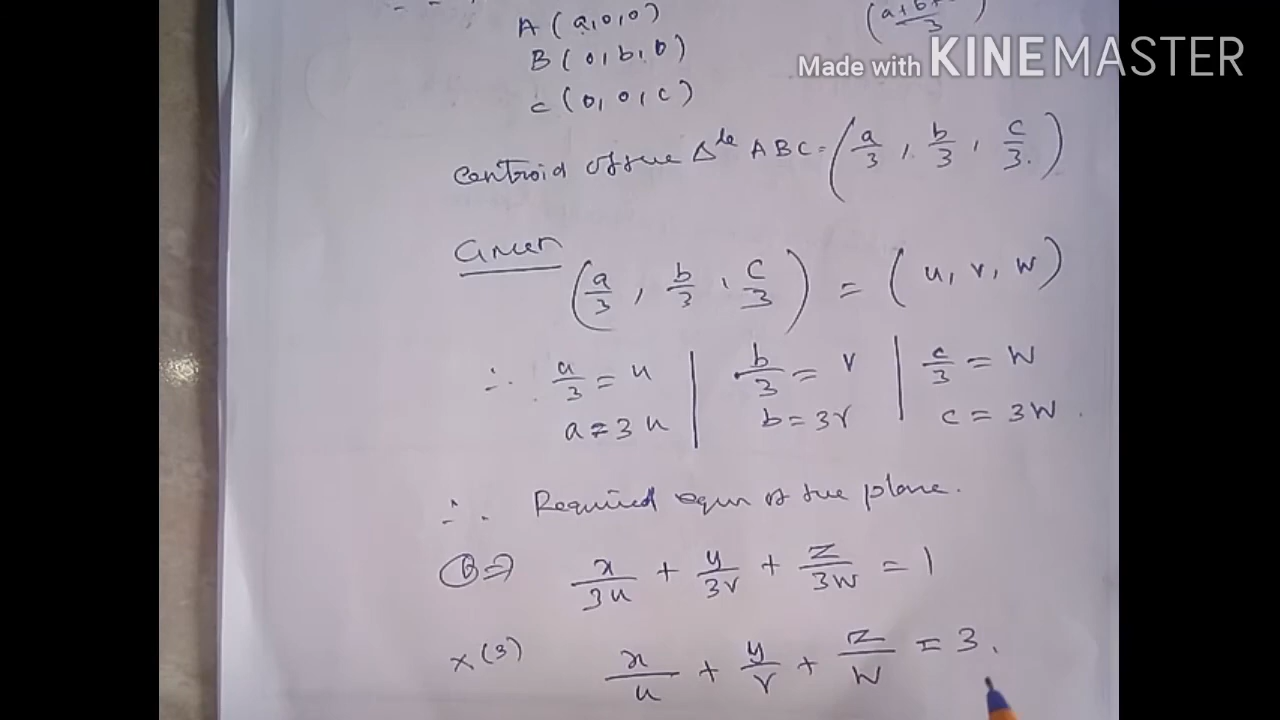 A (a,0,0)
B (0,b,0)
Made with KINEMASTER
C (0,0,c)
Centroid of the Δle ABC = (a/3, b/3, c/3.)
Given
(a/3, b/3, c/3) = (u, v, w)
∴ a/3 = u | b/3 = v | c/3 = w
a = 3u | b = 3v | c = 3w.
∴ Required eqn of the plane.
⇒ x/3u + y/3v + z/3w = 1
x(3) x/u + y/v + z/w = 3.